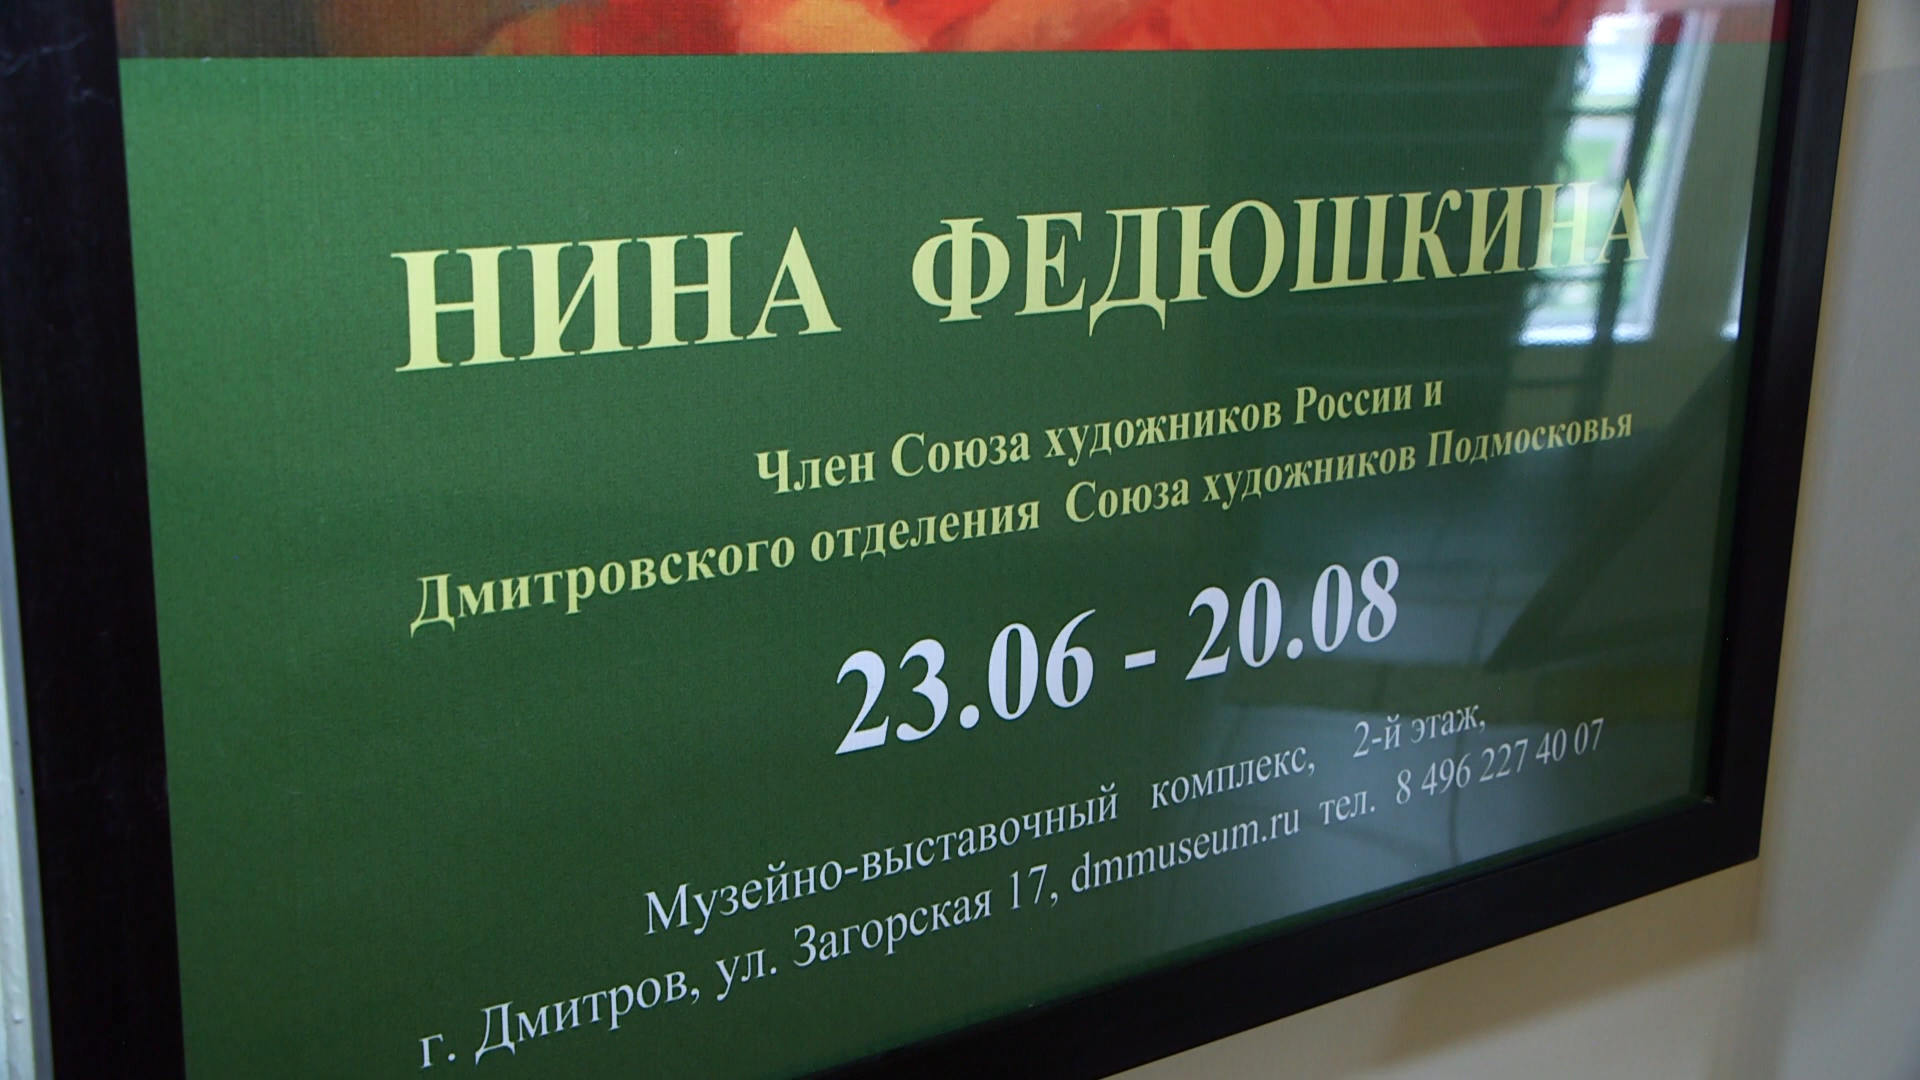 НИНА ФЕДЮШКИНА
Член Союза художников России и
Дмитровского отделения Союза художников Подмосковья
23.06 - 20.08
Музейно-выставочный комплекс, 2-й этаж,
г. Дмитров, ул. Загорская 17, dmmuseum.ru тел. 8 496 227 40 07